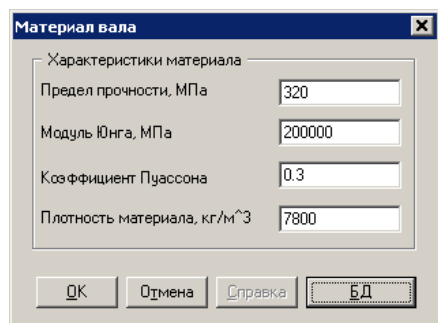 Материал вала
Характеристики материала
Предел прочности, МПа 320
Модуль Юнга, МПа 200000
Коэффициент Пуассона 0.3
Плотность материала, кг/м^3 7800
ОК Отмена Справка БД